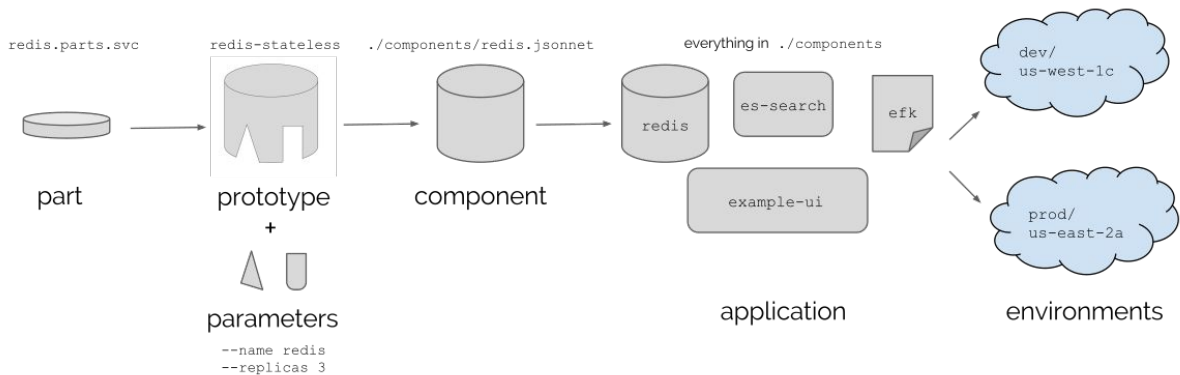 redis.parts.svc
redis-stateless
./components/redis.jsonnet
everything in ./components
dev/
us-west-1c
redis
es-search
efk
part
prototype
+
parameters
--name redis
--replicas 3
component
example-ui
application
prod/
us-east-2a
environments